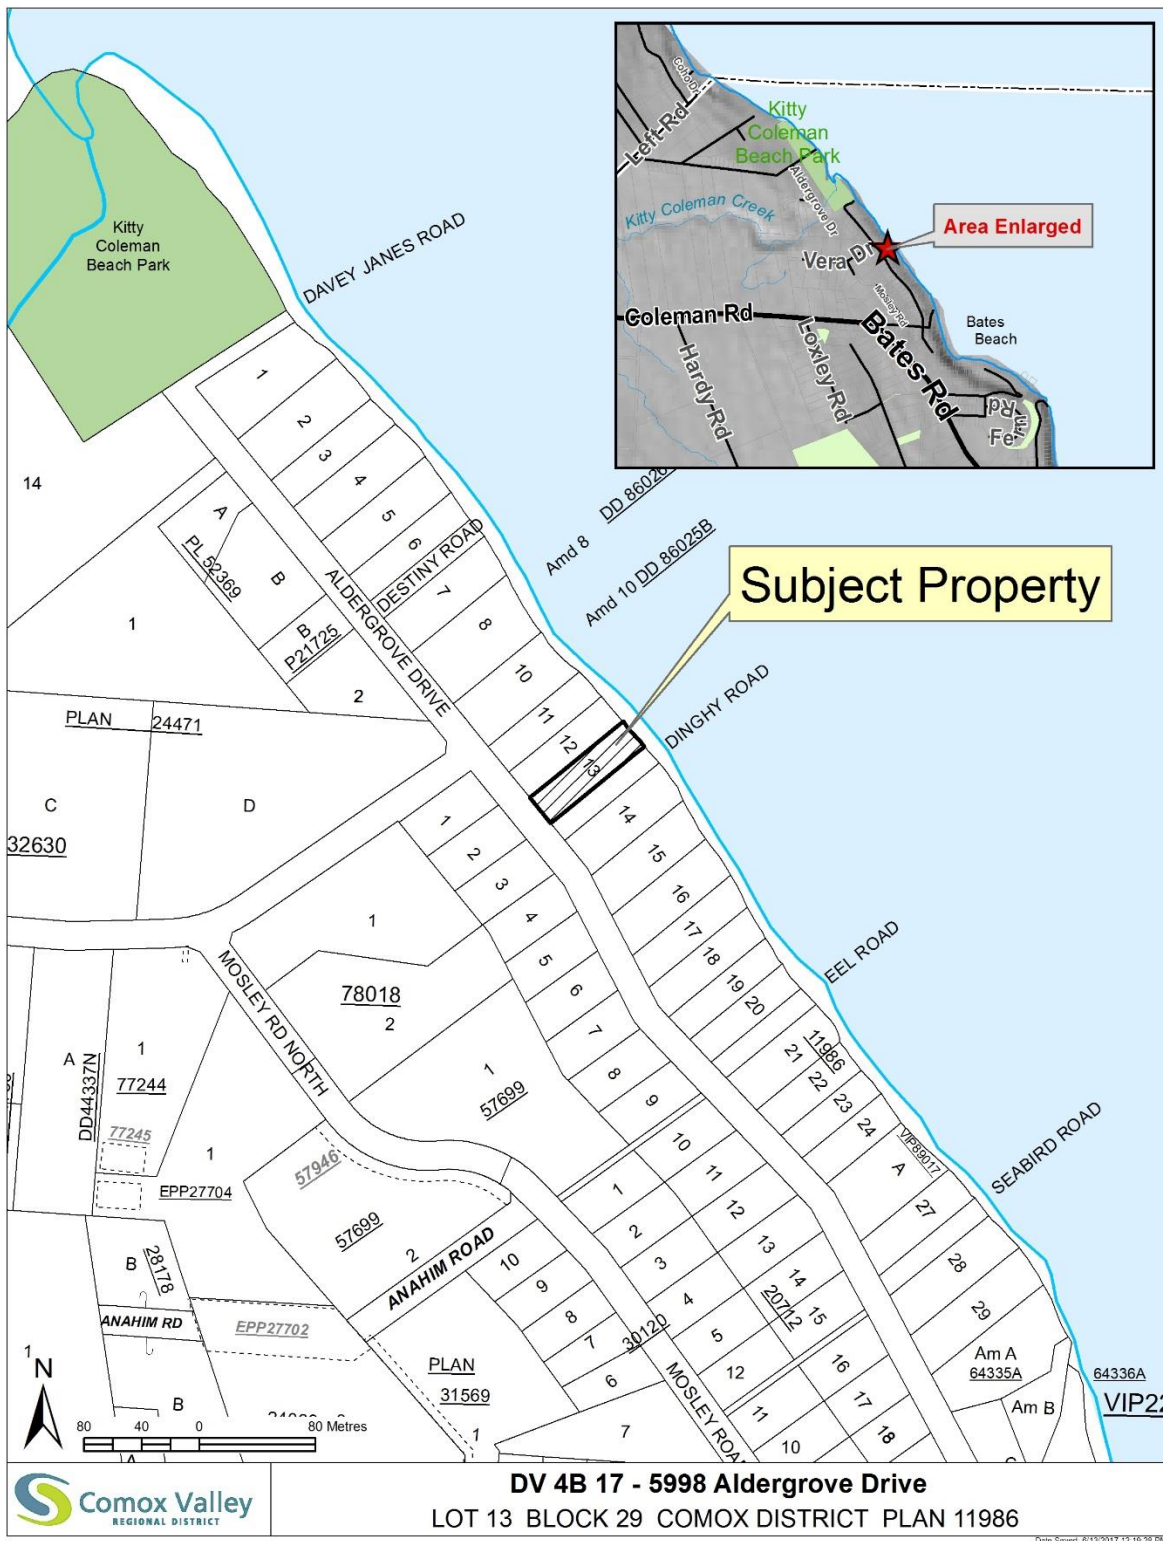 Kitty
Coleman
Beach Park
DAVEY JANES ROAD
Coho Dr
Left Rd
Kitty
Coleman
Beach Park
Aldergrove Dr
Kitty Coleman Creek
Vera Dr
Area Enlarged
Mosley Rd
Coleman Rd
Bates Rd
Bates
Beach
Hardy Rd
Loxley Rd
Subject Property
Amd 8
DD 86026
Amd 10 DD 86025B
1
2
3
4
5
6
DESTINY ROAD
7
8
10
11
12
13
DINGHY ROAD
14
15
16
17
18
19
20
EEL ROAD
11986
21
22
23
24
VIP89017
A
27
SEABIRD ROAD
28
29
Am A
64335A
64336A
Am B
VIP22
14
A
PL 52369
B
B
P21725
2
1
ALDERGROVE DRIVE
PLAN 24471
C
D
32630
1
2
3
4
5
6
7
8
9
10
11
12
13
14
15
20712
16
17
18
1
78018
2
1
57699
MOSLEY RD NORTH
A
DD44337N
1
77244
77245
1
EPP27704
57946
57699
2
ANAHIM ROAD
10
9
8
7
6
30120
1
2
3
4
5
12
11
10
MOSLEY ROAD
B
28178
ANAHIM RD
EPP27702
B
PLAN
31569
1
7
1
N
80 40 0 80 Metres
Comox Valley
REGIONAL DISTRICT
DV 4B 17 - 5998 Aldergrove Drive
LOT 13 BLOCK 29 COMOX DISTRICT PLAN 11986